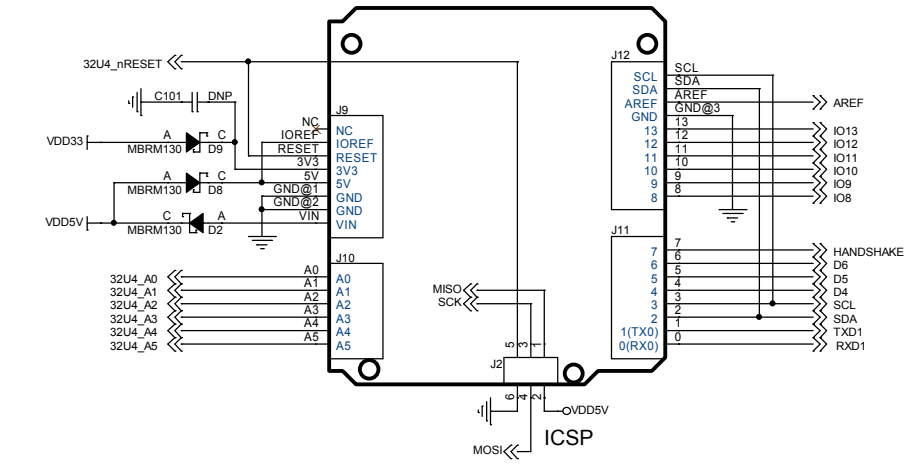 32U4_nRESET
C101 DNP
VDD33 A C
MBRM130 D9
A C
MBRM130 D8
VDD5V C A
MBRM130 D2
J9
NC NC
IOREF IOREF
RESET RESET
3V3 3V3
5V 5V
GND@1 GND
GND@2 GND
VIN VIN
J10
32U4_A0 A0 A0
32U4_A1 A1 A1
32U4_A2 A2 A2
32U4_A3 A3 A3
32U4_A4 A4 A4
32U4_A5 A5 A5
J12
SCL SCL
SDA SDA
AREF AREF AREF
GND GND@3
13 13 IO13
12 12 IO12
11 11 IO11
10 10 IO10
9 9 IO9
8 8 IO8
J11
7 7 HANDSHAKE
6 6 D6
5 5 D5
4 4 D4
3 3 SCL
2 2 SDA
1(TX0) 1 TXD1
0(RX0) 0 RXD1
MISO
SCK
5 3 1
J2
6 4 2
VDD5V
ICSP
MOSI